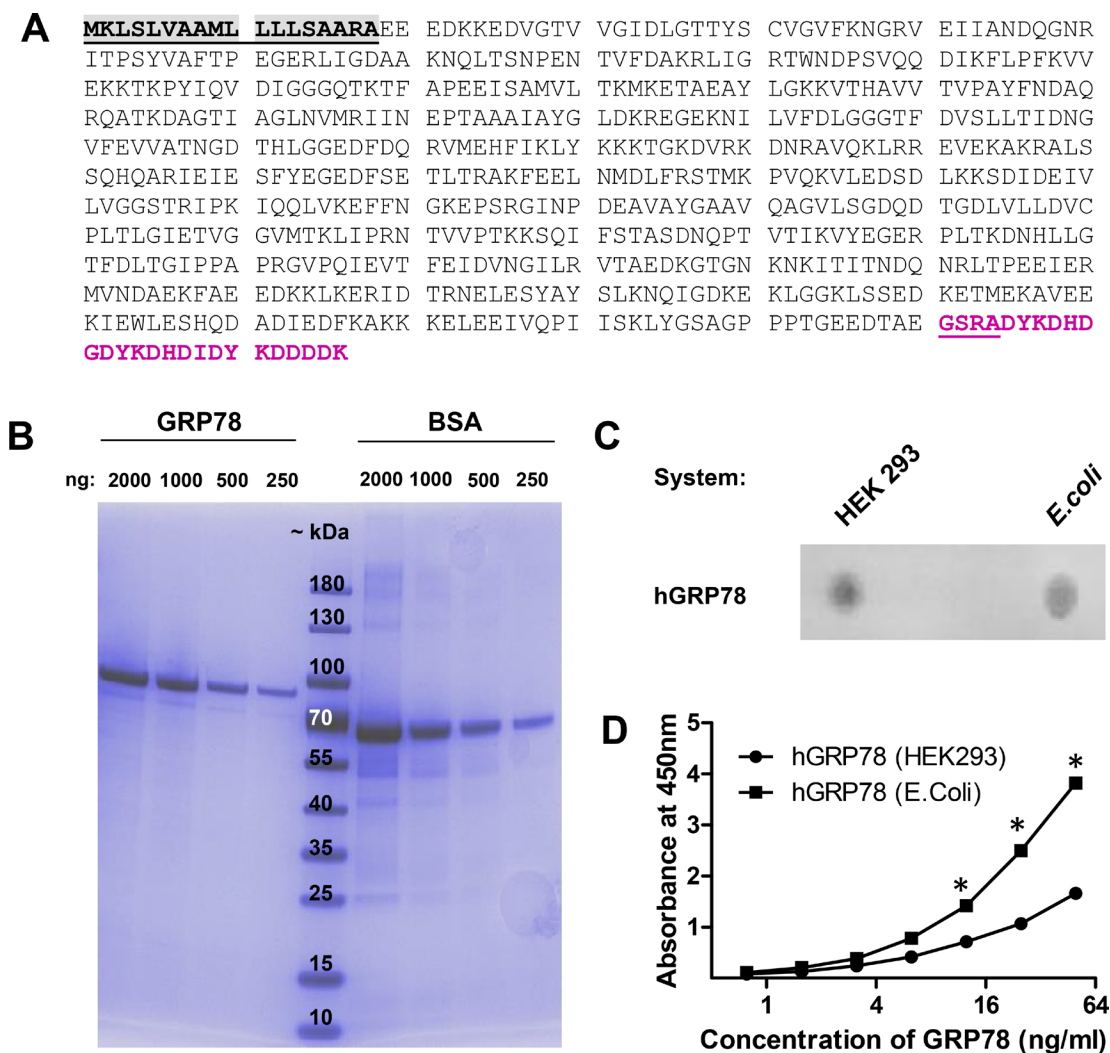 A
MKLSLVAAML LLLSAARAEE EEDKKEDVGTV VGIDLGTTYS CVGVFKNGRV EIIANDQGNR
ITPSYVAFTP EGERLIGDAA KNQLTSNPEN TVFDAKRLIG RTWNDPSVQQ DIKFLPFKVV
EKKTKPYIQV DIGGGQTKTF APEEISAMVL TKMKETAEAY LGKKVTHAVV TVPAYFNDAQ
RQATKDAGTI AGLNVMRIIN EPTAAAIAYG LDKREGEKNI LVFDLGGGTF DVSLLTIDNG
VFEVVATNGD THLGGEDFDQ RVMEHFIKLY KKKTGKDVRK DNRAVQKLRR EVEKAKRALS
SQHQARIEIE SFYEGEDFSE TLTRAKFEEL NMDLFRSTMK PVQKVLEDSD LKKSDIDEIV
LVGGSTRIPK IQQLVKEFFN GKEPSRGINP DEAVAYGAAV QAGVLSGDQD TGDLVLLDVC
PLTLGIETVG GVMTKLIPRN TVVPTKKSQI FSTASDNQPT VTIKVYEGER PLTKDNHLLG
TFDLTGIPPA PRGVPQIEVT FEIDVNGILR VTAEDKGTGN KNKITITNDQ NRLTPEEIER
MVNDAEKFAE EDKKLKERID TRNELESYAY SLKNQIGDKE KLGGKLSSED KETMEKAVEE
KIEWLESHQD ADIEDFKAKK KELEEIVQPI ISKLYGSAGP PPTGEEDTAE GSRADYKDHD
GDYKDHDIDY KDDDDK
B
GRP78 BSA
ng: 2000 1000 500 250 2000 1000 500 250
~ kDa
180
130
100
70
55
40
35
25
15
10
C
System: HEK 293 E.coli
hGRP78
D
hGRP78 (HEK293)
hGRP78 (E.Coli)
* * *
Absorbance at 450nm
5
4
3
2
1
1 4 16 64
Concentration of GRP78 (ng/ml)